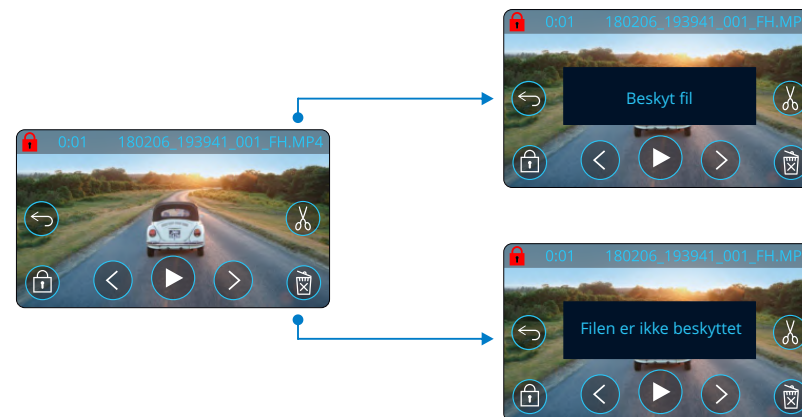 0:01 180206_193941_001_FH.MP4
0:01 180206_193941_001_FH.MP
Beskyt fil
0:01 180206_193941_001_FH.MP
Filen er ikke beskyttet